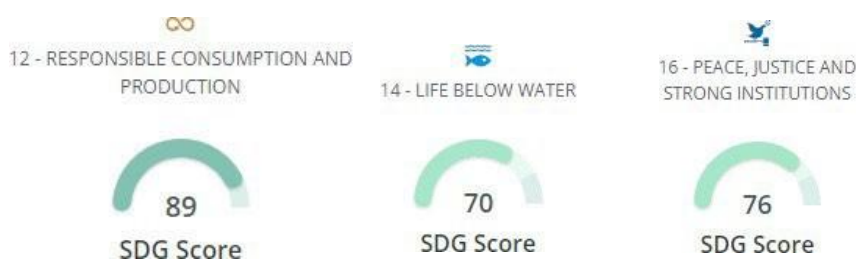 12 - RESPONSIBLE CONSUMPTION AND
PRODUCTION
89
SDG Score
14 - LIFE BELOW WATER
70
SDG Score
16 - PEACE, JUSTICE AND
STRONG INSTITUTIONS
76
SDG Score